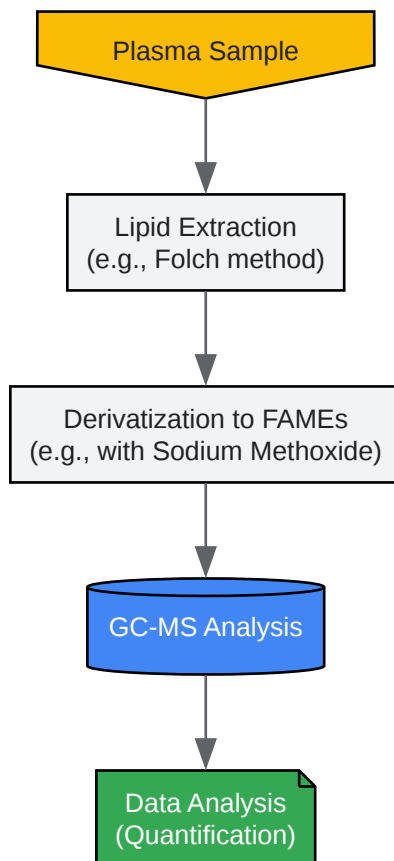 Plasma Sample
Lipid Extraction
(e.g., Folch method)
Derivatization to FAMEs
(e.g., with Sodium Methoxide)
GC-MS Analysis
Data Analysis
(Quantification)